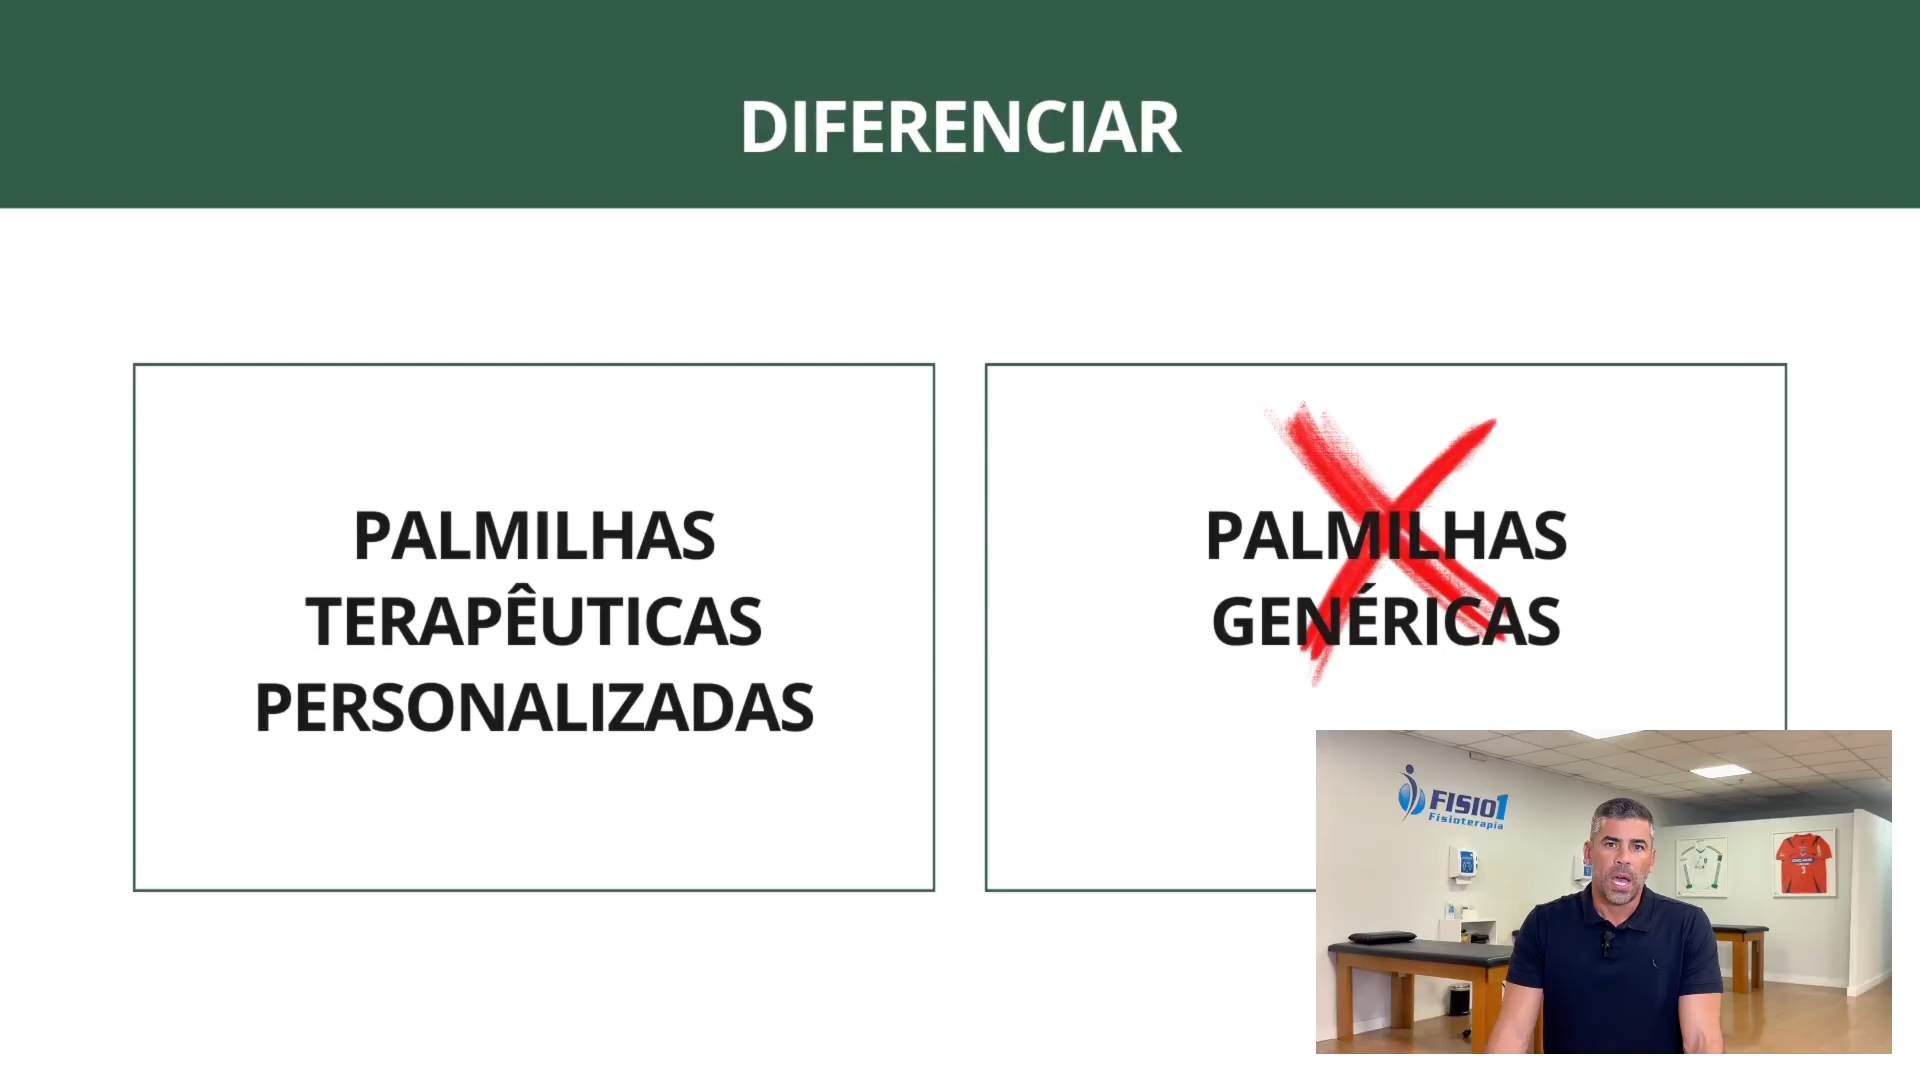 DIFERENCIAR
PALMILHAS
TERAPÊUTICAS
PERSONALIZADAS
PALMILHAS
GENÉRICAS
FISIO1
Fisioterapia